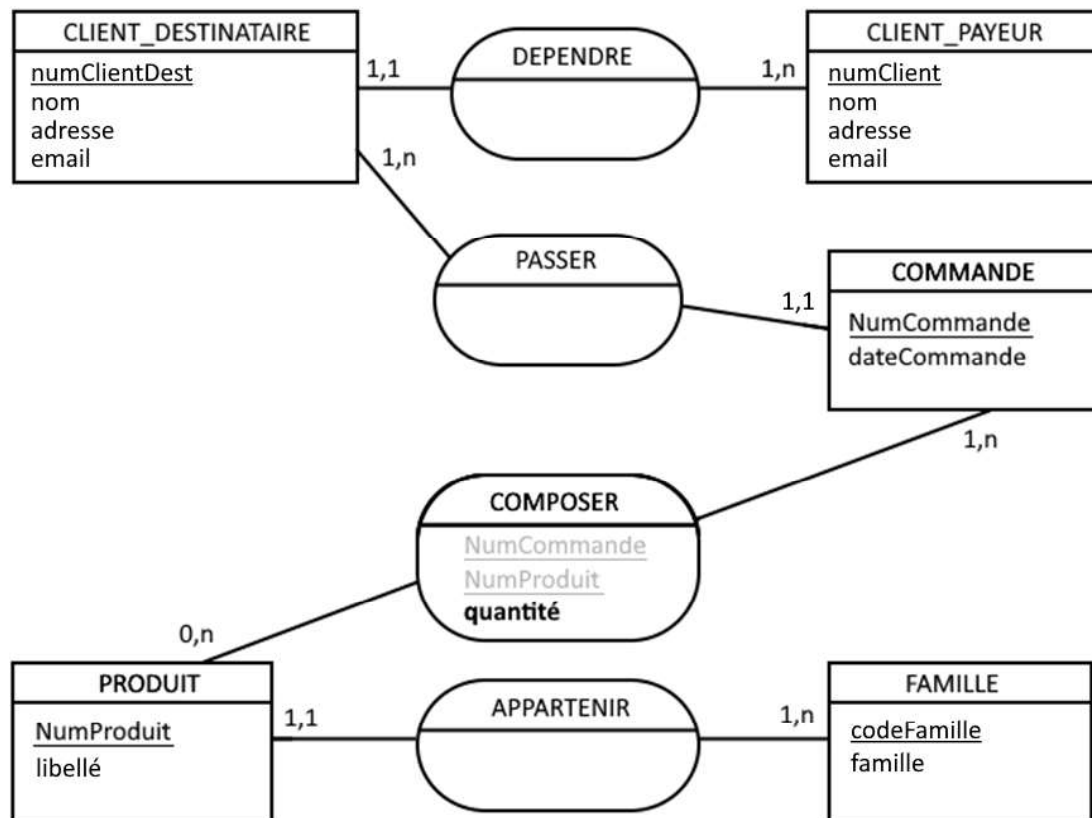 CLIENT_DESTINATAIRE
numClientDest
nom
adresse
email
1,1
DEPENDRE
1,n
CLIENT_PAYEUR
numClient
nom
adresse
email
1,n
PASSER
1,1
COMMANDE
NumCommande
dateCommande
1,n
COMPOSER
NumCommande
NumProduit
quantité
0,n
PRODUIT
NumProduit
libellé
1,1
APPARTENIR
1,n
FAMILLE
codeFamille
famille